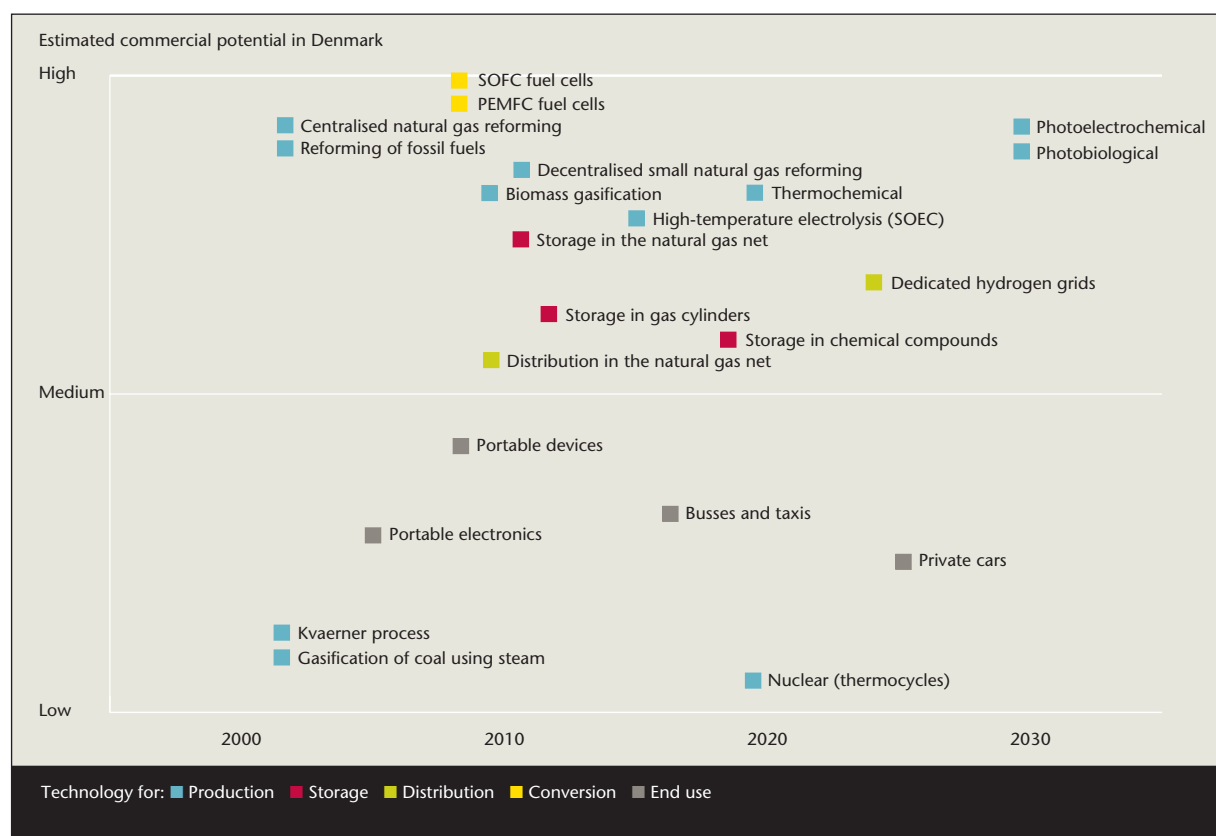 Estimated commercial potential in Denmark
High
SOFC fuel cells
PEMFC fuel cells
Centralised natural gas reforming
Photoelectrochemical
Reforming of fossil fuels
Photobiological
Decentralised small natural gas reforming
Biomass gasification
Thermochemical
High-temperature electrolysis (SOEC)
Storage in the natural gas net
Dedicated hydrogen grids
Storage in gas cylinders
Storage in chemical compounds
Distribution in the natural gas net
Medium
Portable devices
Busses and taxis
Portable electronics
Private cars
Kvaerner process
Gasification of coal using steam
Nuclear (thermocycles)
Low
2000 2010 2020 2030
Technology for: Production Storage Distribution Conversion End use